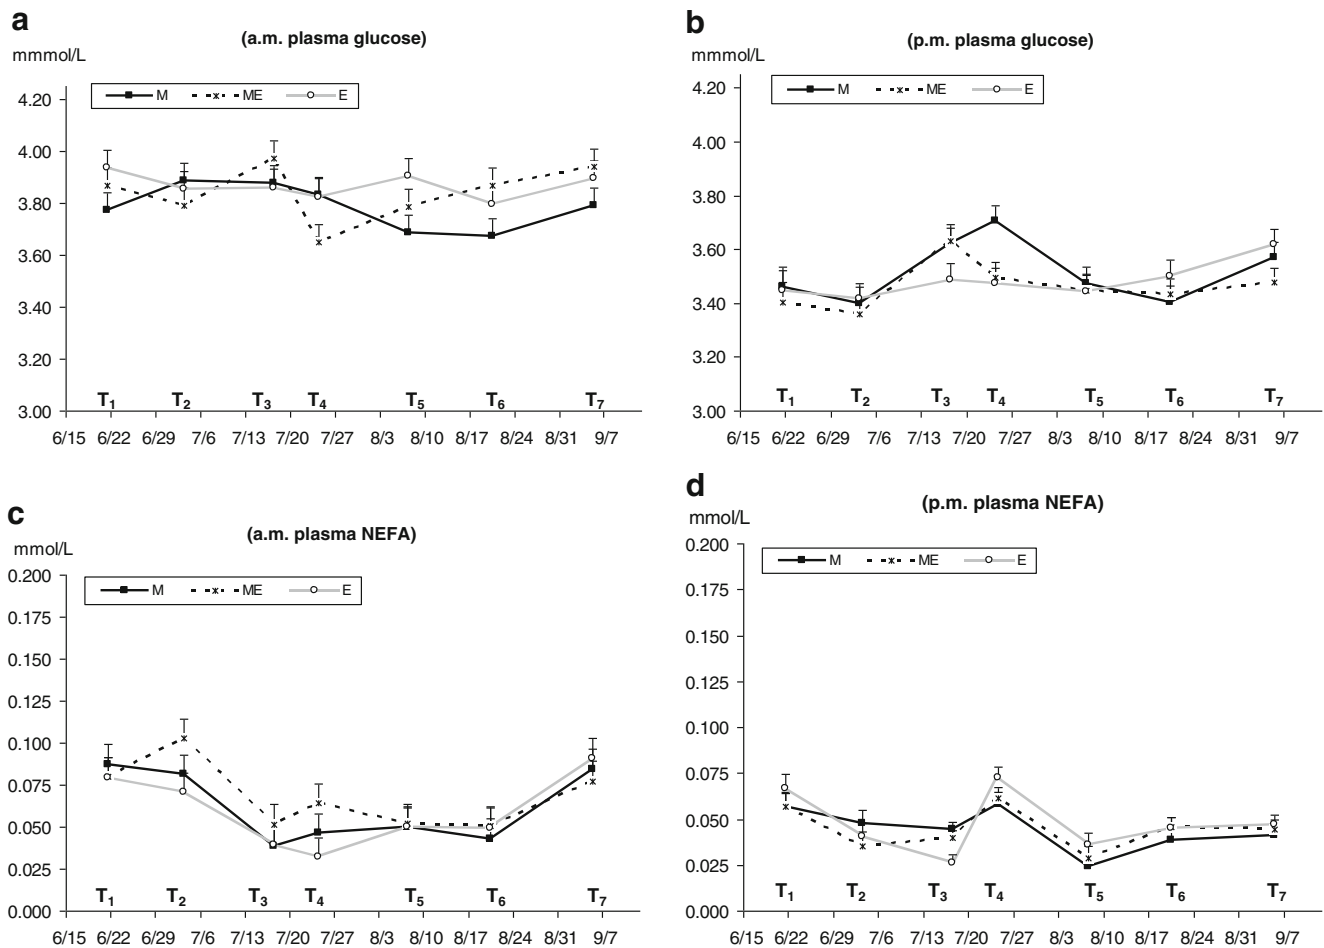 a
(a.m. plasma glucose)
mmmol/L
M ME E
4.20
4.00
3.80
3.60
3.40
3.20
3.00
T1 T2 T3 T4 T5 T6 T7
6/15 6/22 6/29 7/6 7/13 7/20 7/27 8/3 8/10 8/17 8/24 8/31 9/7
b
(p.m. plasma glucose)
mmmol/L
M ME E
4.20
4.00
3.80
3.60
3.40
3.20
3.00
T1 T2 T3 T4 T5 T6 T7
6/15 6/22 6/29 7/6 7/13 7/20 7/27 8/3 8/10 8/17 8/24 8/31 9/7
c
(a.m. plasma NEFA)
mmol/L
M ME E
0.200
0.175
0.150
0.125
0.100
0.075
0.050
0.025
0.000
T1 T2 T3 T4 T5 T6 T7
6/15 6/22 6/29 7/6 7/13 7/20 7/27 8/3 8/10 8/17 8/24 8/31 9/7
d
(p.m. plasma NEFA)
mmol/L
M ME E
0.200
0.175
0.150
0.125
0.100
0.075
0.050
0.025
0.000
T1 T2 T3 T4 T5 T6 T7
6/15 6/22 6/29 7/6 7/13 7/20 7/27 8/3 8/10 8/17 8/24 8/31 9/7